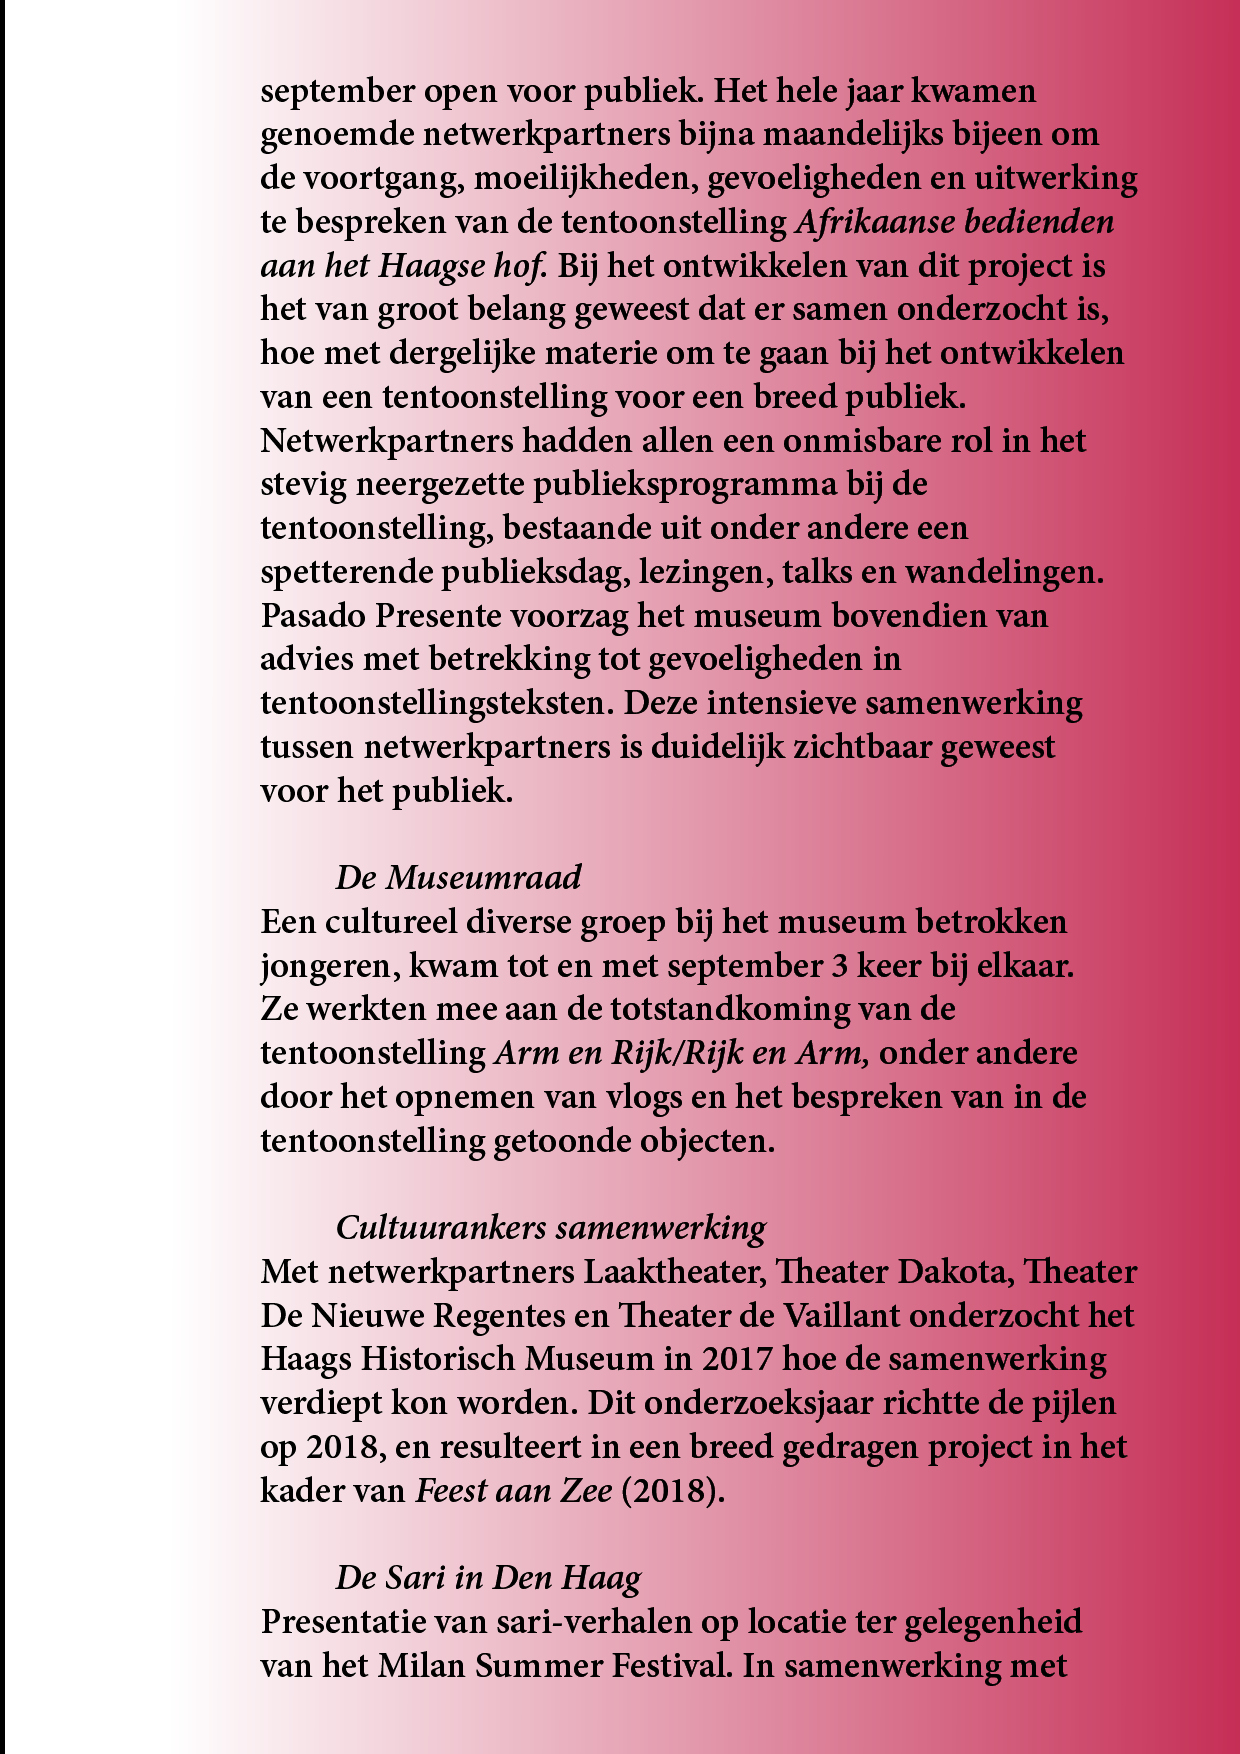 september open voor publiek. Het hele jaar kwamen
genoemde netwerkpartners bijna maandelijks bijeen om
de voortgang, moeilijkheden, gevoeligheden en uitwerking
te bespreken van de tentoonstelling Afrikaanse bedienden
aan het Haagse hof. Bij het ontwikkelen van dit project is
het van groot belang geweest dat er samen onderzocht is,
hoe met dergelijke materie om te gaan bij het ontwikkelen
van een tentoonstelling voor een breed publiek.
Netwerkpartners hadden allen een onmisbare rol in het
stevig neergezette publieksprogramma bij de
tentoonstelling, bestaande uit onder andere een
spetterende publieksdag, lezingen, talks en wandelingen.
Pasado Presente voorzag het museum bovendien van
advies met betrekking tot gevoeligheden in
tentoonstellingsteksten. Deze intensieve samenwerking
tussen netwerkpartners is duidelijk zichtbaar geweest
voor het publiek.
De Museumraad
Een cultureel diverse groep bij het museum betrokken
jongeren, kwam tot en met september 3 keer bij elkaar.
Ze werkten mee aan de totstandkoming van de
tentoonstelling Arm en Rijk/Rijk en Arm, onder andere
door het opnemen van vlogs en het bespreken van in de
tentoonstelling getoonde objecten.
Cultuurankers samenwerking
Met netwerkpartners Laaktheater, Theater Dakota, Theater
De Nieuwe Regentes en Theater de Vaillant onderzocht het
Haags Historisch Museum in 2017 hoe de samenwerking
verdiept kon worden. Dit onderzoeksjaar richtte de pijlen
op 2018, en resulteert in een breed gedragen project in het
kader van Feest aan Zee (2018).
De Sari in Den Haag
Presentatie van sari-verhalen op locatie ter gelegenheid
van het Milan Summer Festival. In samenwerking met